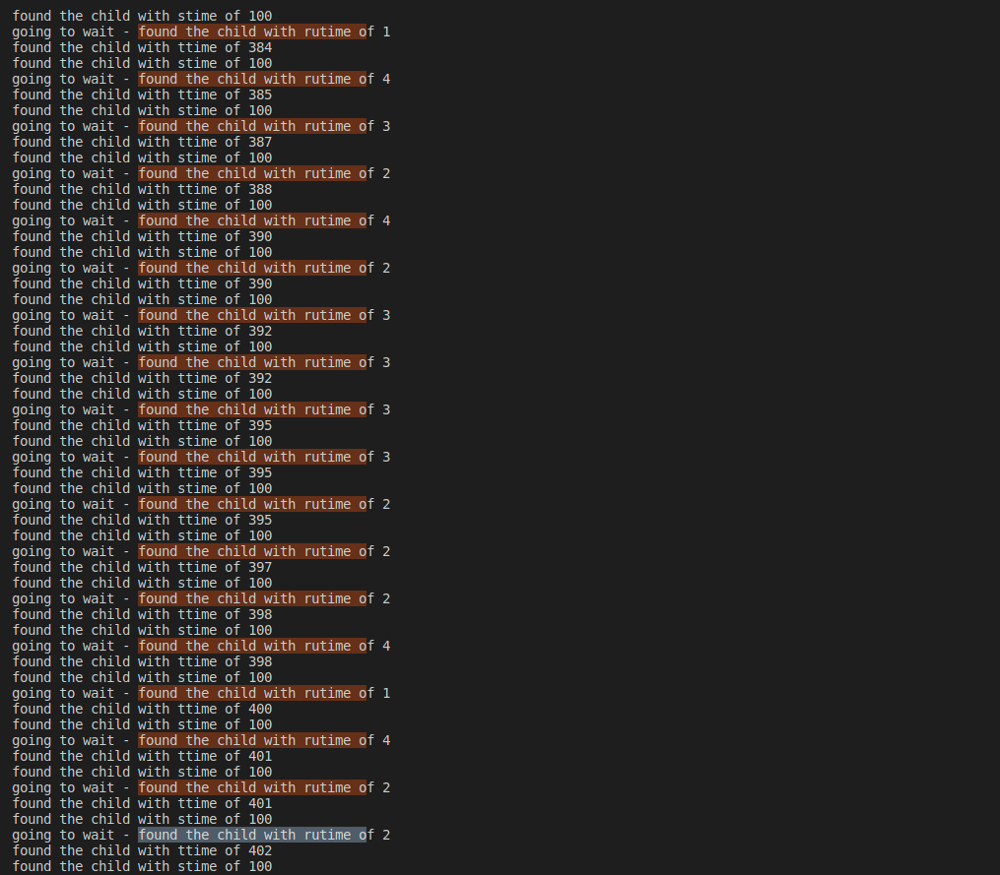 found the child with stime of 100
going to wait - found the child with rutime of 1
found the child with ttime of 384
found the child with stime of 100
going to wait - found the child with rutime of 4
found the child with ttime of 385
found the child with stime of 100
going to wait - found the child with rutime of 3
found the child with ttime of 387
found the child with stime of 100
going to wait - found the child with rutime of 2
found the child with ttime of 388
found the child with stime of 100
going to wait - found the child with rutime of 4
found the child with ttime of 390
found the child with stime of 100
going to wait - found the child with rutime of 2
found the child with ttime of 390
found the child with stime of 100
going to wait - found the child with rutime of 3
found the child with ttime of 392
found the child with stime of 100
going to wait - found the child with rutime of 3
found the child with ttime of 392
found the child with stime of 100
going to wait - found the child with rutime of 3
found the child with ttime of 395
found the child with stime of 100
going to wait - found the child with rutime of 3
found the child with ttime of 395
found the child with stime of 100
going to wait - found the child with rutime of 2
found the child with ttime of 395
found the child with stime of 100
going to wait - found the child with rutime of 2
found the child with ttime of 397
found the child with stime of 100
going to wait - found the child with rutime of 2
found the child with ttime of 398
found the child with stime of 100
going to wait - found the child with rutime of 4
found the child with ttime of 398
found the child with stime of 100
going to wait - found the child with rutime of 1
found the child with ttime of 400
found the child with stime of 100
going to wait - found the child with rutime of 4
found the child with ttime of 401
found the child with stime of 100
going to wait - found the child with rutime of 2
found the child with ttime of 401
found the child with stime of 100
going to wait - found the child with rutime of 2
found the child with ttime of 402
found the child with stime of 100